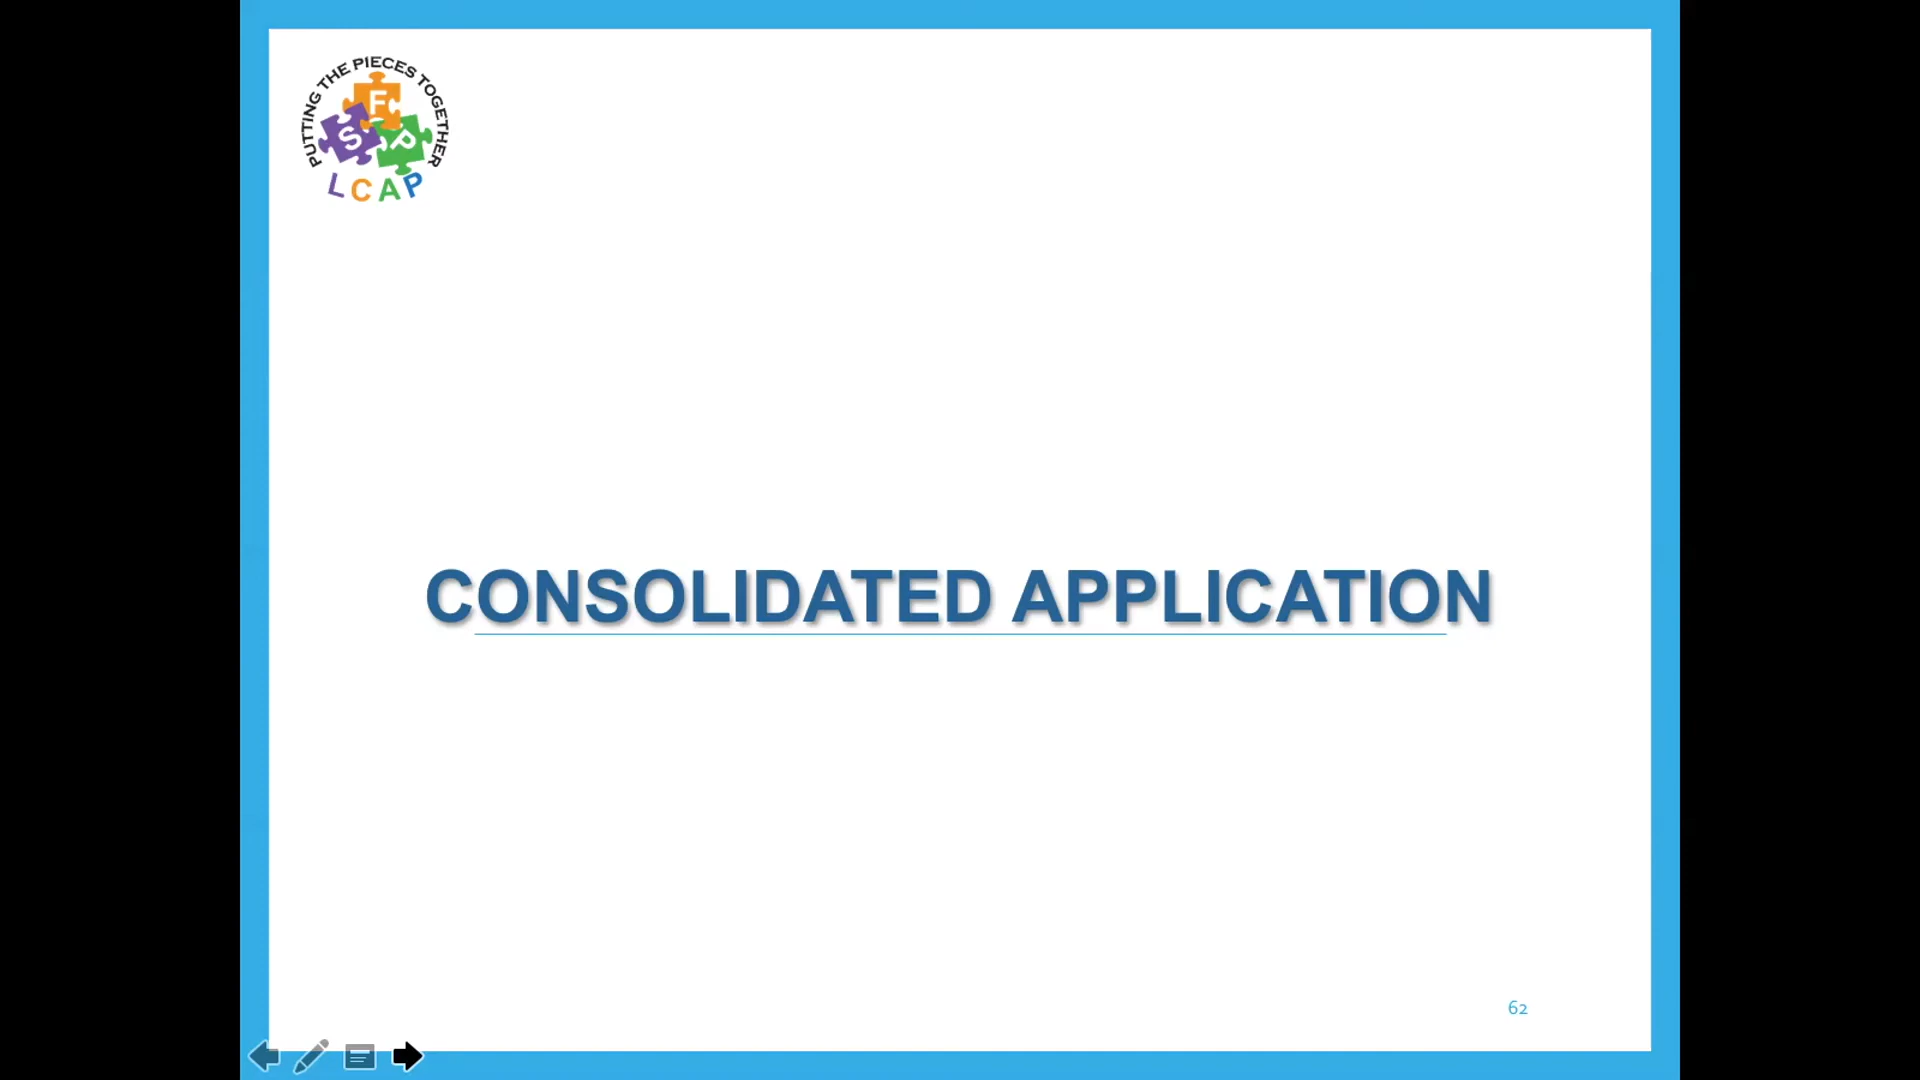 PUTTING THE PIECES TOGETHER
F
S P
LCAP
CONSOLIDATED APPLICATION
62